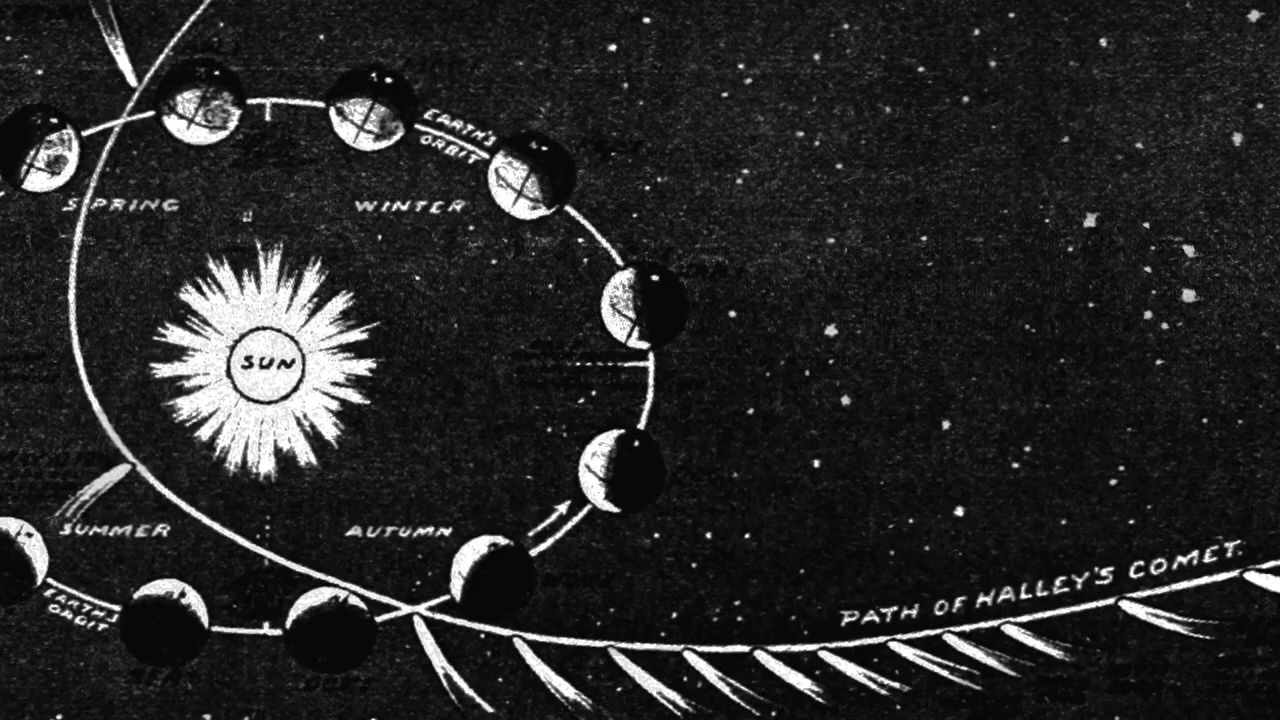 EARTH'S
ORBIT
SPRING
WINTER
SUN
SUMMER
AUTUMN
EARTH'S
ORBIT
PATH OF HALLEY'S COMET.